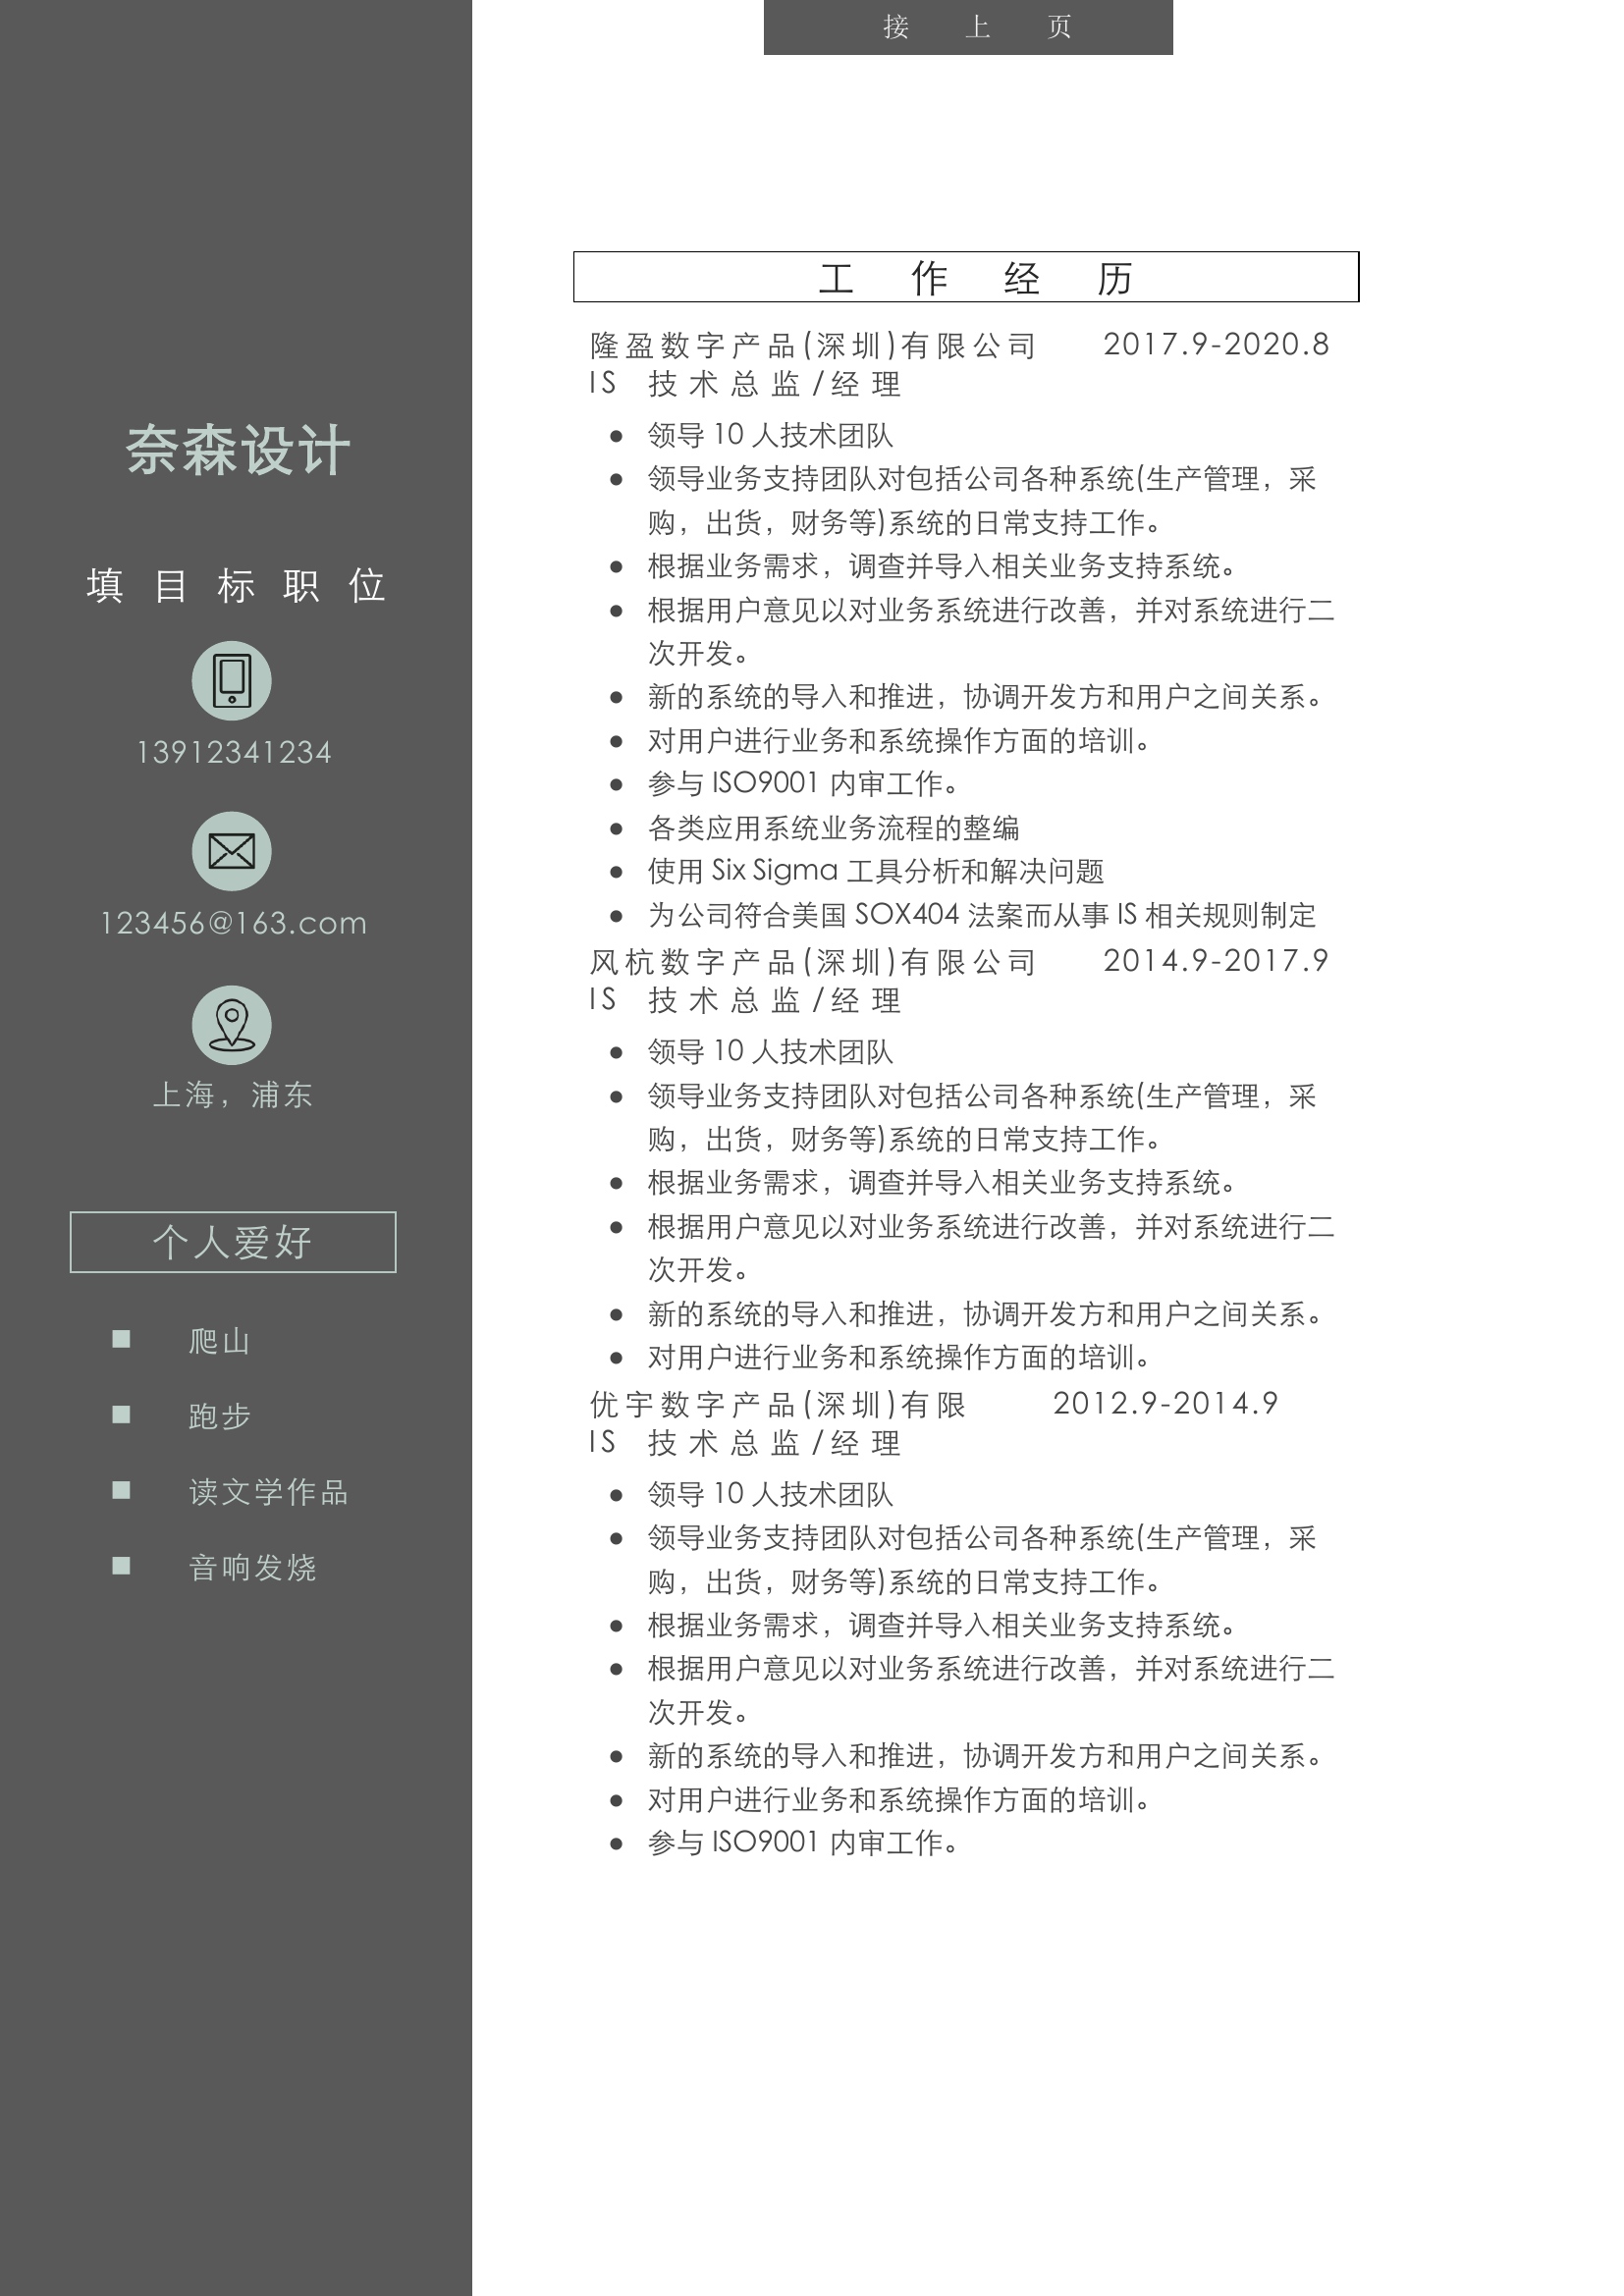 接上页
奈森设计
填目标职位
13912341234
123456@163.com
上海，浦东
个人爱好
■ 爬山
■ 跑步
■ 读文学作品
■ 音响发烧
工作经历
隆盈数字产品(深圳)有限公司 2017.9-2020.8
IS 技术总监/经理
● 领导 10 人技术团队
● 领导业务支持团队对包括公司各种系统(生产管理，采
购，出货，财务等)系统的日常支持工作。
● 根据业务需求，调查并导入相关业务支持系统。
● 根据用户意见以对业务系统进行改善，并对系统进行二
次开发。
● 新的系统的导入和推进，协调开发方和用户之间关系。
● 对用户进行业务和系统操作方面的培训。
● 参与 ISO9001 内审工作。
● 各类应用系统业务流程的整编
● 使用 Six Sigma 工具分析和解决问题
● 为公司符合美国 SOX404 法案而从事 IS 相关规则制定
风杭数字产品(深圳)有限公司 2014.9-2017.9
IS 技术总监/经理
● 领导 10 人技术团队
● 领导业务支持团队对包括公司各种系统(生产管理，采
购，出货，财务等)系统的日常支持工作。
● 根据业务需求，调查并导入相关业务支持系统。
● 根据用户意见以对业务系统进行改善，并对系统进行二
次开发。
● 新的系统的导入和推进，协调开发方和用户之间关系。
● 对用户进行业务和系统操作方面的培训。
优宇数字产品(深圳)有限 2012.9-2014.9
IS 技术总监/经理
● 领导 10 人技术团队
● 领导业务支持团队对包括公司各种系统(生产管理，采
购，出货，财务等)系统的日常支持工作。
● 根据业务需求，调查并导入相关业务支持系统。
● 根据用户意见以对业务系统进行改善，并对系统进行二
次开发。
● 新的系统的导入和推进，协调开发方和用户之间关系。
● 对用户进行业务和系统操作方面的培训。
● 参与 ISO9001 内审工作。